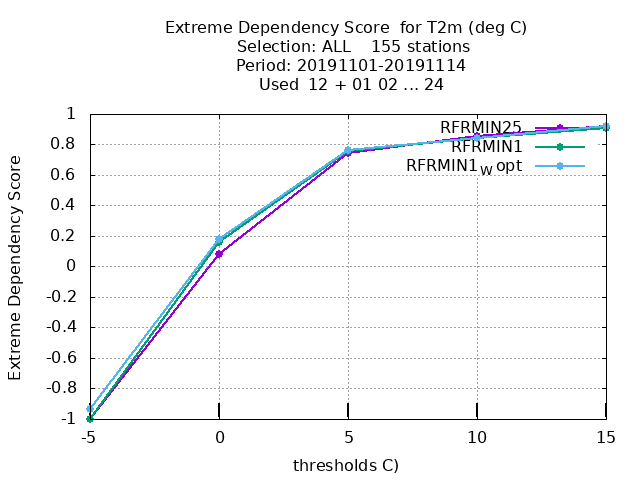 Extreme Dependency Score  for T2m (deg C)
Selection: ALL    155 stations
Period: 20191101-20191114
Used  12 + 01 02 ... 24
Extreme Dependency Score
1
0.8
0.6
0.4
0.2
0
-0.2
-0.4
-0.6
-0.8
-1
RFRMIN25
RFRMIN1
RFRMIN1W opt
-5 0 5 10 15
thresholds C)